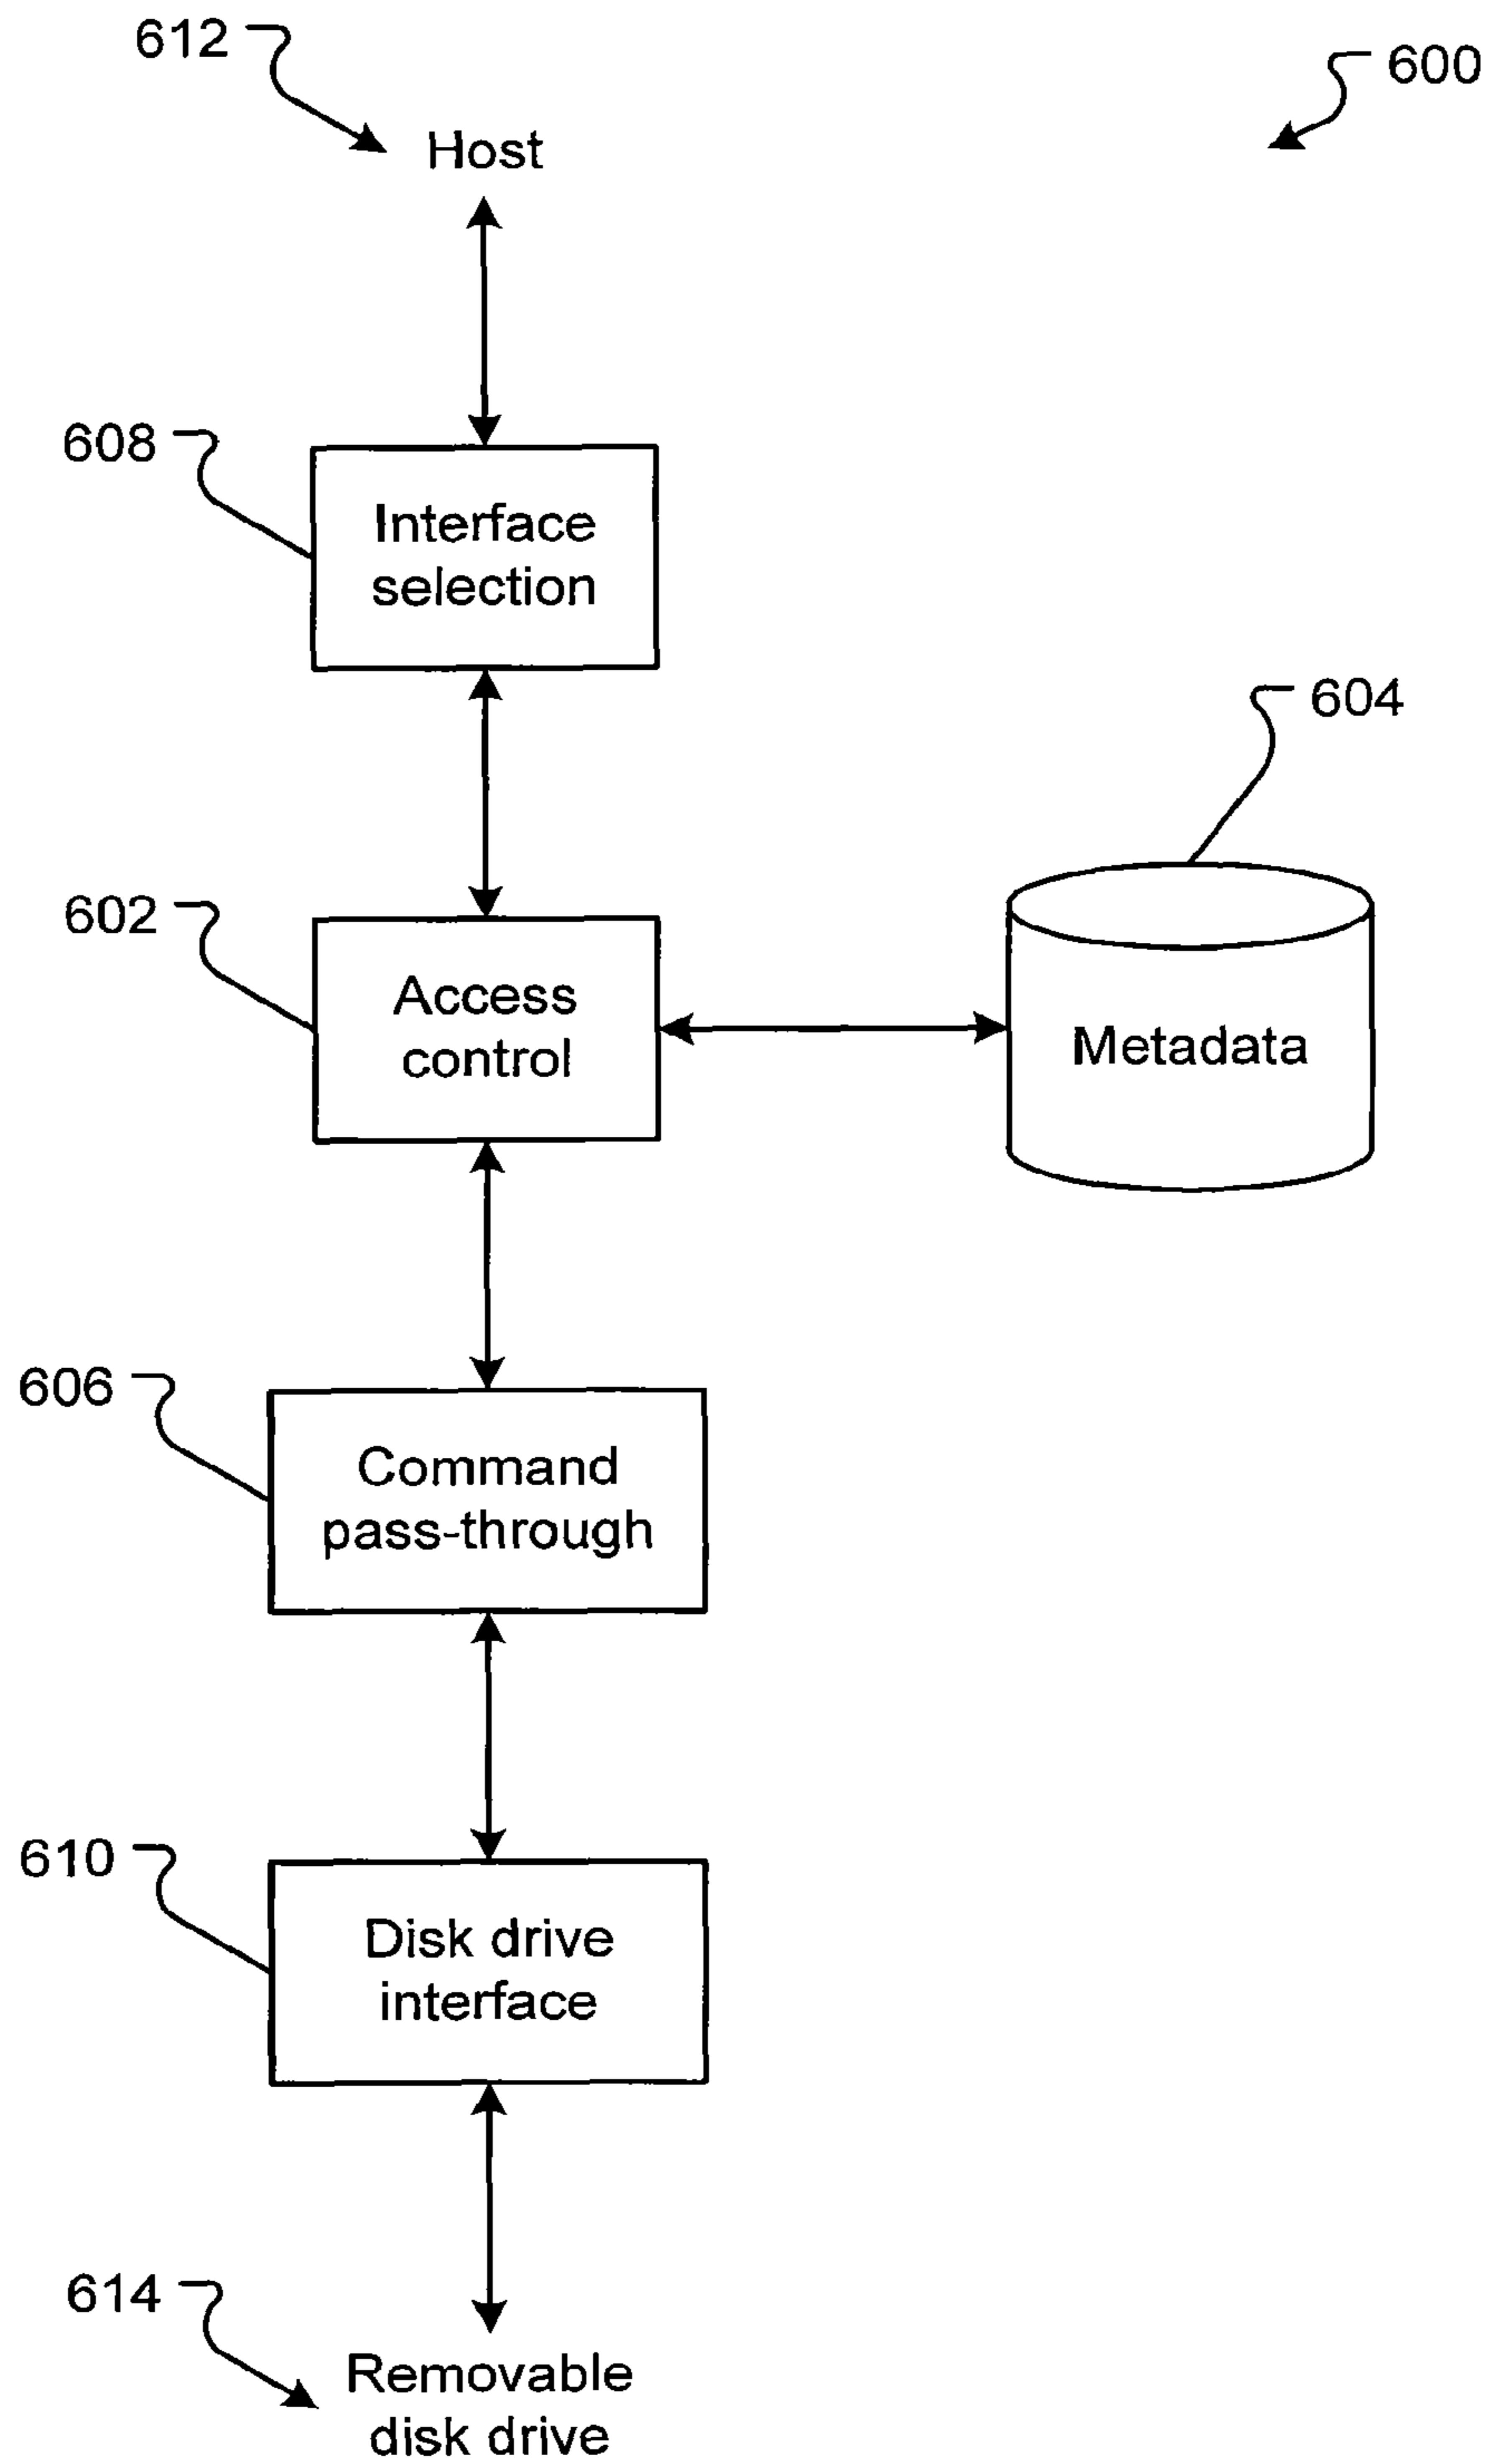 612
600
Host
608
Interface
selection
604
602
Access
control
Metadata
606
Command
pass-through
610
Disk drive
interface
614
Removable
disk drive